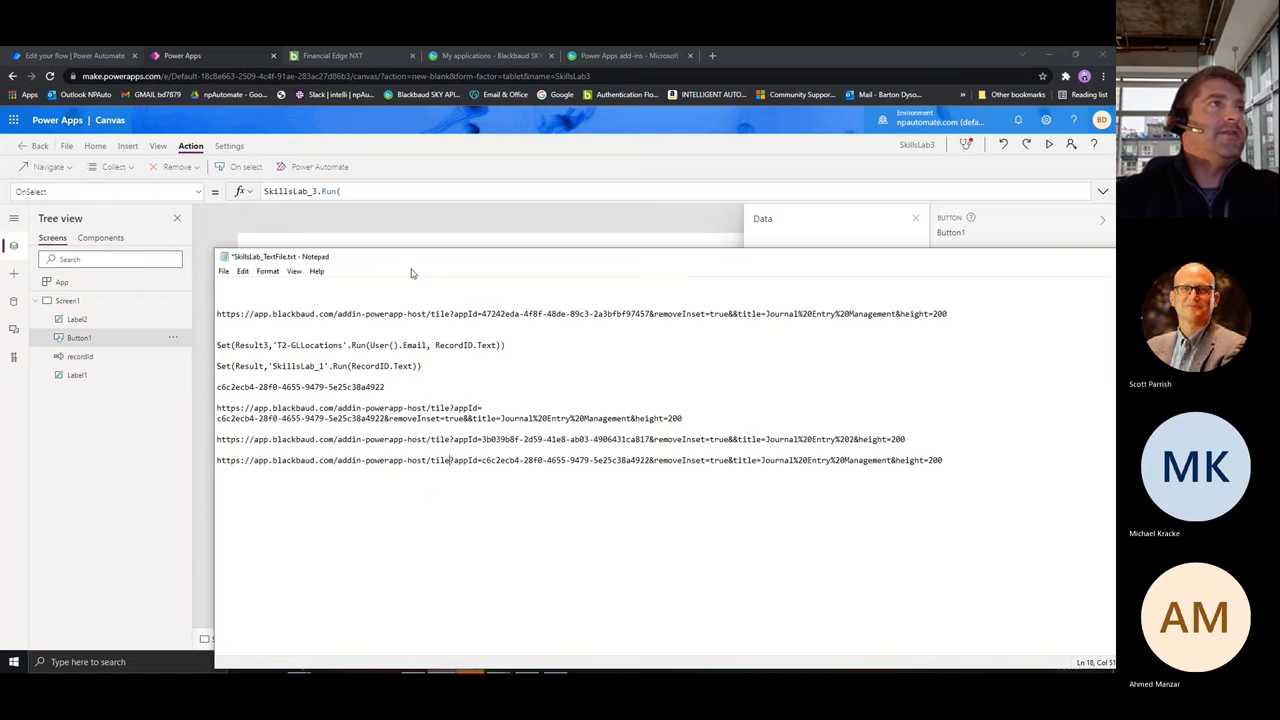 Edit your flow | Power Automate
Power Apps
Financial Edge NXT
My applications - Blackbaud SKY
Power Apps add-ins - Microsoft
make.powerapps.com/e/Default-18c8e663-2509-4c4f-91ae-283ac27d86b3/canvas/?action=new-blank&form-factor=tablet&name=SkillsLab3
Apps
Outlook NPAuto
GMAIL bd7879
npAutomate - Goo...
Slack | intelli | npAu...
Blackbaud SKY API...
Email & Office
Google
Authentication Flo...
INTELLIGENT AUTO...
Community Suppor...
Mail - Barton Dyso...
»
Other bookmarks
Reading list
Power Apps | Canvas
Environment
npautomate.com (defa...
BD
Back
File
Home
Insert
View
Action
Settings
SkillsLab3
Navigate
Collect
Remove
On select
Power Automate
OnSelect
=
fx
SkillsLab_3.Run(
Tree view
Screens
Components
Search
App
Screen1
Label2
Button1
recordId
Label1
Data
BUTTON
Button1
*SkillsLab_TextFile.txt - Notepad
File Edit Format View Help
https://app.blackbaud.com/addin-powerapp-host/tile?appId=47242eda-4f8f-48de-89c3-2a3bfbf97457&removeInset=true&&title=Journal%20Entry%20Management&height=200
Set(Result3,'T2-GLLocations'.Run(User().Email, RecordID.Text))
Set(Result,'SkillsLab_1'.Run(RecordID.Text))
c6c2ecb4-28f0-4655-9479-5e25c38a4922
https://app.blackbaud.com/addin-powerapp-host/tile?appId=
c6c2ecb4-28f0-4655-9479-5e25c38a4922&removeInset=true&&title=Journal%20Entry%20Management&height=200
https://app.blackbaud.com/addin-powerapp-host/tile?appId=3b039b8f-2d59-41e8-ab03-4906431ca817&removeInset=true&&title=Journal%20Entry%202&height=200
https://app.blackbaud.com/addin-powerapp-host/tile?appId=c6c2ecb4-28f0-4655-9479-5e25c38a4922&removeInset=true&&title=Journal%20Entry%20Management&height=200
Ln 18, Col 51
Type here to search
Scott Parrish
MK
Michael Kracke
AM
Ahmed Manzar